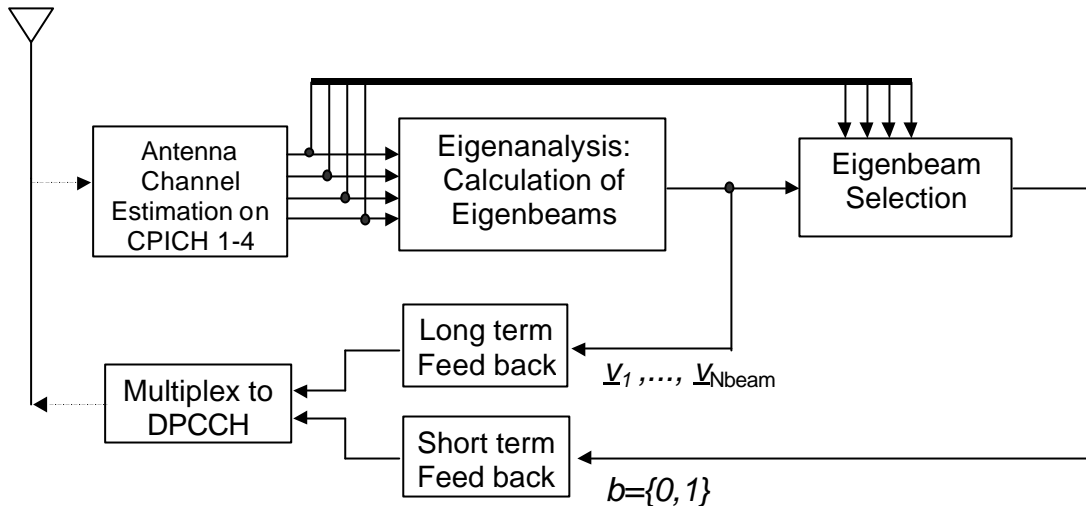 Antenna
Channel
Estimation on
CPICH 1-4
Eigenanalysis:
Calculation of
Eigenbeams
Eigenbeam
Selection
Long term
Feed back
v1 ,..., vNbeam
Multiplex to
DPCCH
Short term
Feed back
b={0,1}